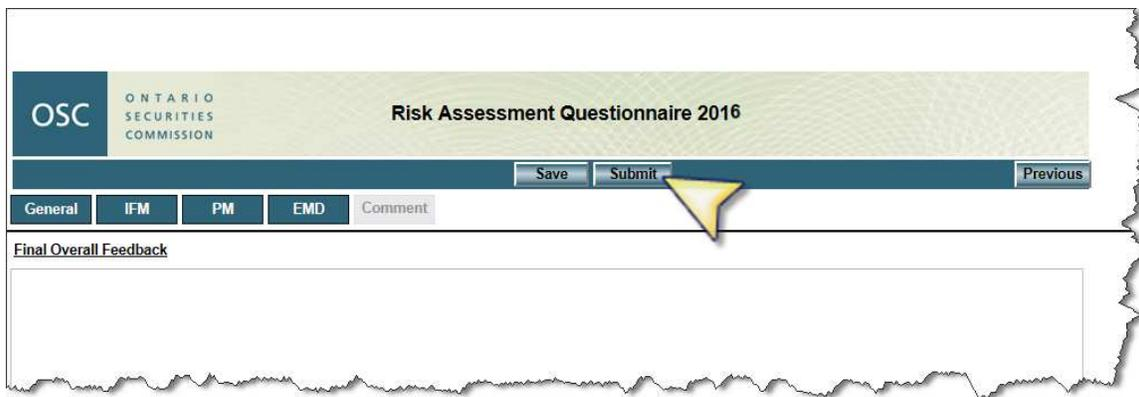 OSC
ONTARIO
SECURITIES
COMMISSION
Risk Assessment Questionnaire 2016
Save Submit Previous
General IFM PM EMD Comment
Final Overall Feedback